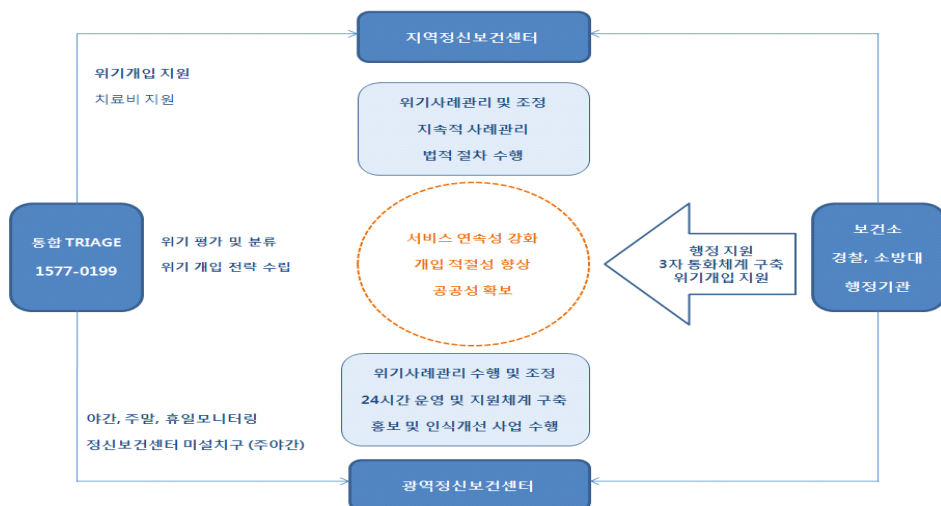 지역정신보건센터
위기개입 지원
치료비 지원
위기사례관리 및 조정
지속적 사례관리
법적 절차 수행
통합 TRIAGE
1577-0199
위기 평가 및 분류
위기 개입 전략 수립
서비스 연속성 강화
개입 적절성 향상
공공성 확보
행정 지원
3자 통화체계 구축
위기개입 지원
보건소
경찰, 소방대
행정기관
위기사례관리 수행 및 조정
24시간 운영 및 지원체계 구축
홍보 및 인식개선 사업 수행
야간, 주말, 휴일모니터링
정신보건센터 미설치구 (주야간)
광역정신보건센터